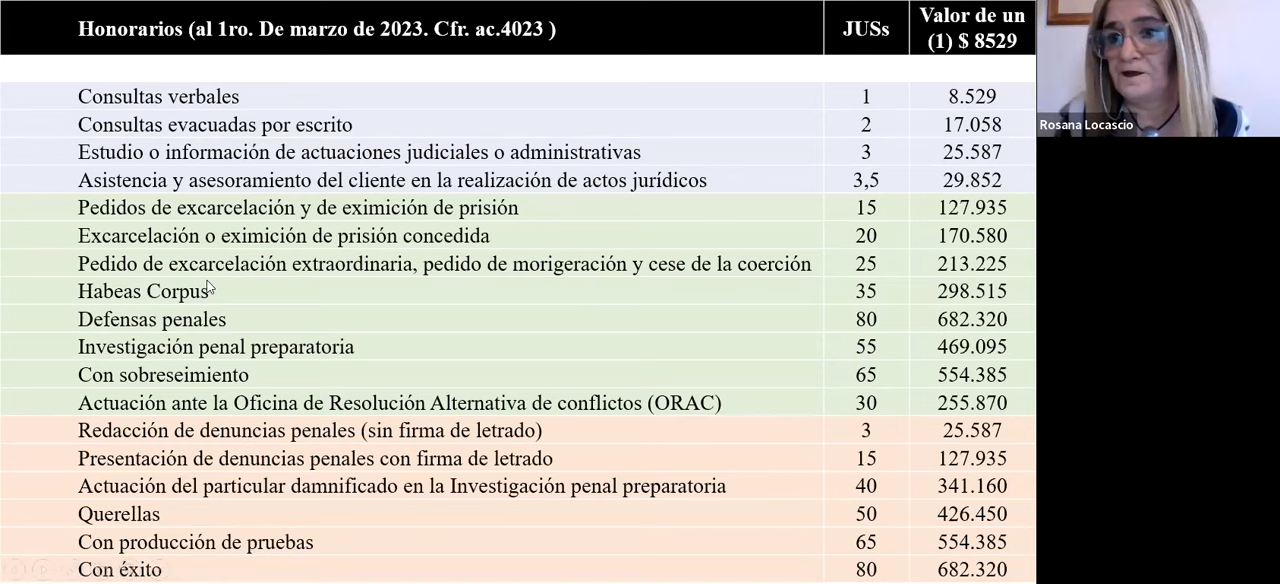 Honorarios (al 1ro. De marzo de 2023. Cfr. ac.4023 ) JUSs Valor de un (1) $ 8529
Consultas verbales 1 8.529
Consultas evacuadas por escrito 2 17.058
Estudio o información de actuaciones judiciales o administrativas 3 25.587
Asistencia y asesoramiento del cliente en la realización de actos jurídicos 3,5 29.852
Pedidos de excarcelación y de eximición de prisión 15 127.935
Excarcelación o eximición de prisión concedida 20 170.580
Pedido de excarcelación extraordinaria, pedido de morigeración y cese de la coerción 25 213.225
Habeas Corpus 35 298.515
Defensas penales 80 682.320
Investigación penal preparatoria 55 469.095
Con sobreseimiento 65 554.385
Actuación ante la Oficina de Resolución Alternativa de conflictos (ORAC) 30 255.870
Redacción de denuncias penales (sin firma de letrado) 3 25.587
Presentación de denuncias penales con firma de letrado 15 127.935
Actuación del particular damnificado en la Investigación penal preparatoria 40 341.160
Querellas 50 426.450
Con producción de pruebas 65 554.385
Con éxito 80 682.320
Rosana Locascio